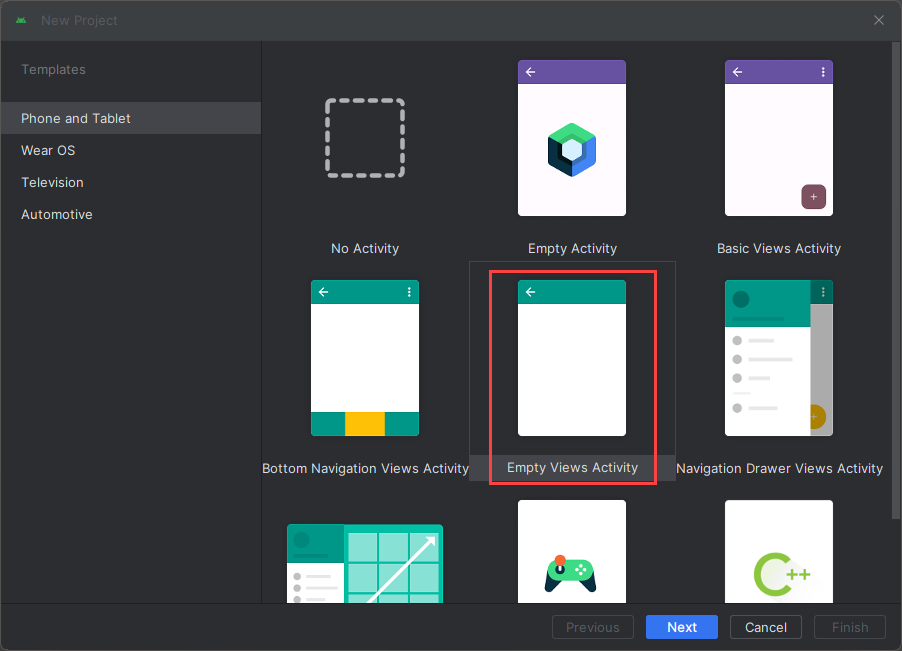 New Project
Templates
Phone and Tablet
Wear OS
Television
Automotive
No Activity
Empty Activity
Basic Views Activity
Bottom Navigation Views Activity
Empty Views Activity
Navigation Drawer Views Activity
C++
Previous
Next
Cancel
Finish